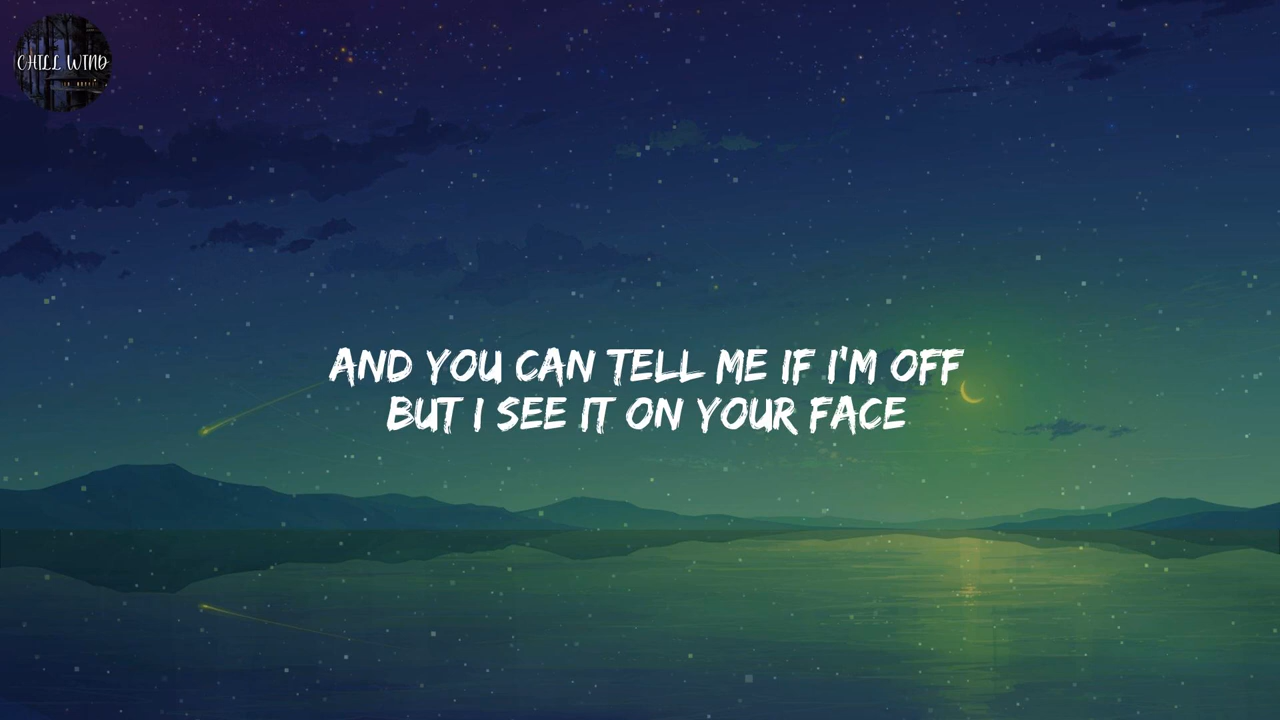 CHILL WIND
AND YOU CAN TELL ME IF I'M OFF
BUT I SEE IT ON YOUR FACE